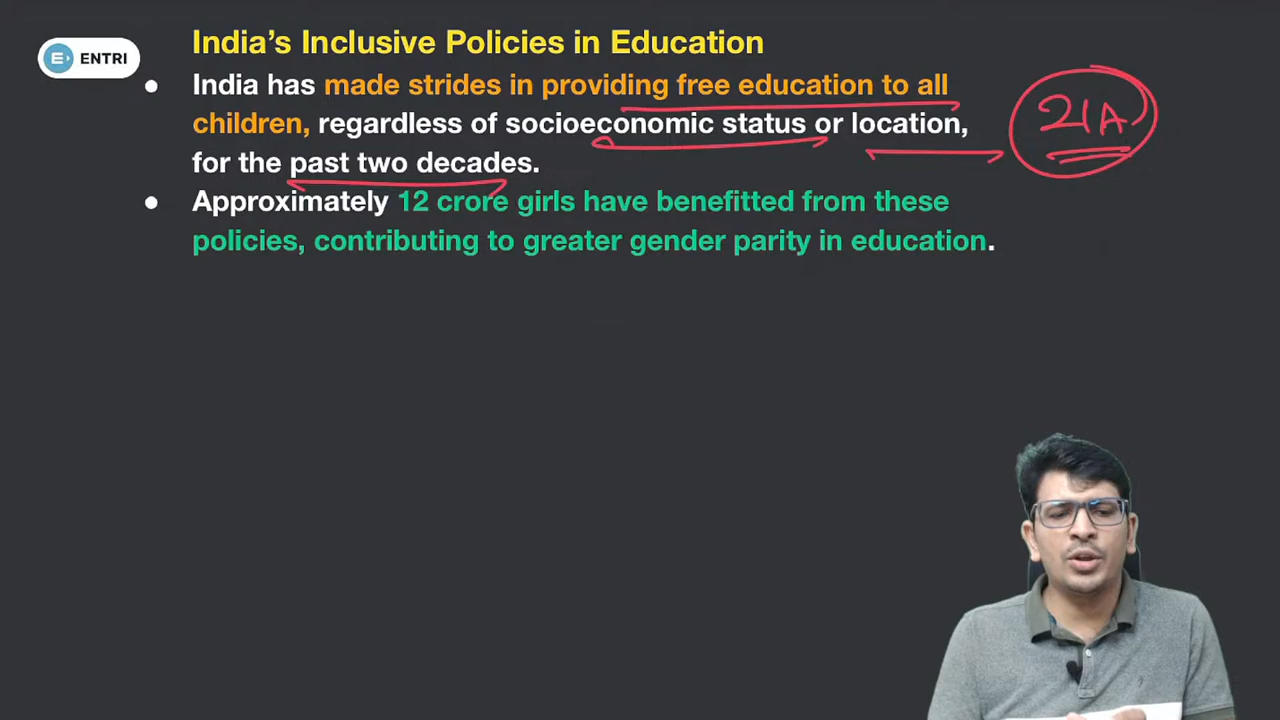 ENTRI
India’s Inclusive Policies in Education
● India has made strides in providing free education to all
children, regardless of socioeconomic status or location,
for the past two decades.
21A
● Approximately 12 crore girls have benefitted from these
policies, contributing to greater gender parity in education.